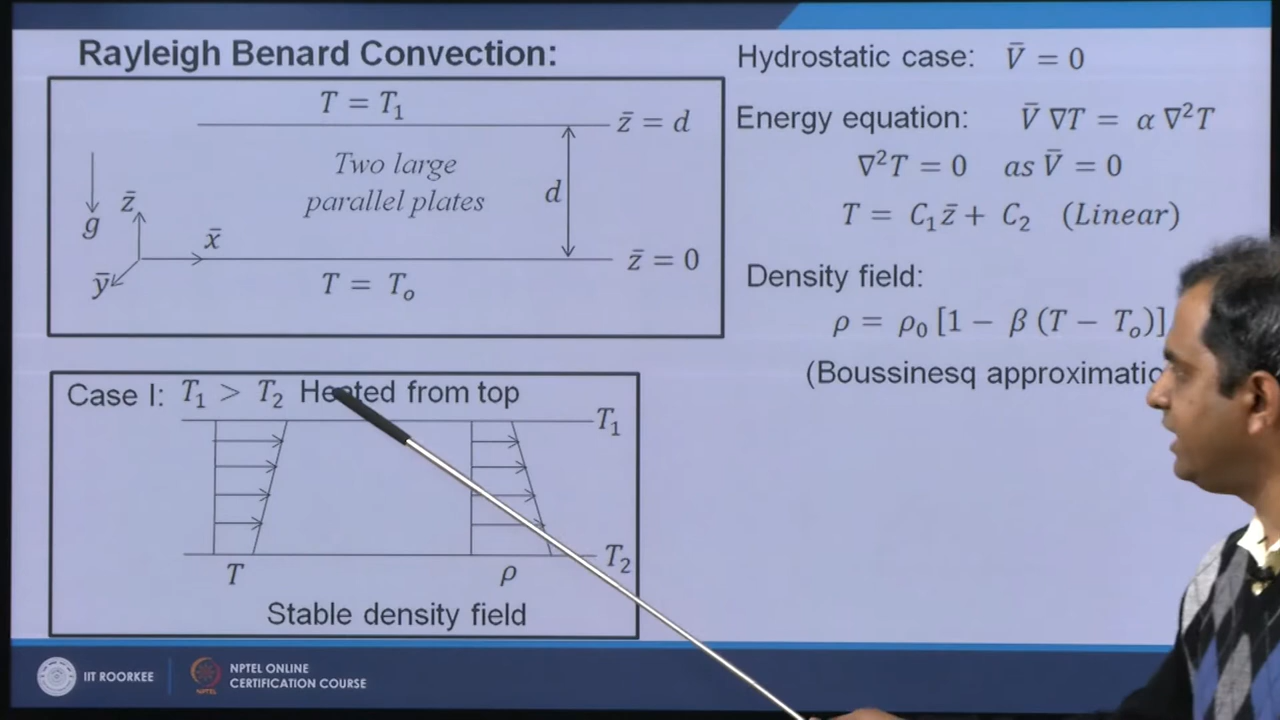 Rayleigh Benard Convection:
T = T₁
z̄ = d
Two large
parallel plates
d
g
z̄
x̄
ȳ
z̄ = 0
T = Tₒ
Hydrostatic case: V̄ = 0
Energy equation: V̄ ∇T = α ∇²T
∇²T = 0 as V̄ = 0
T = C₁z̄ + C₂ (Linear)
Density field:
ρ = ρ₀ [1 − β (T − Tₒ)]
(Boussinesq
Case I: T₁ > T₂ Heated from top
T₁
T₂
T
ρ
Stable density field
IIT ROORKEE
NPTEL
NPTEL ONLINE
CERTIFICATION COURSE